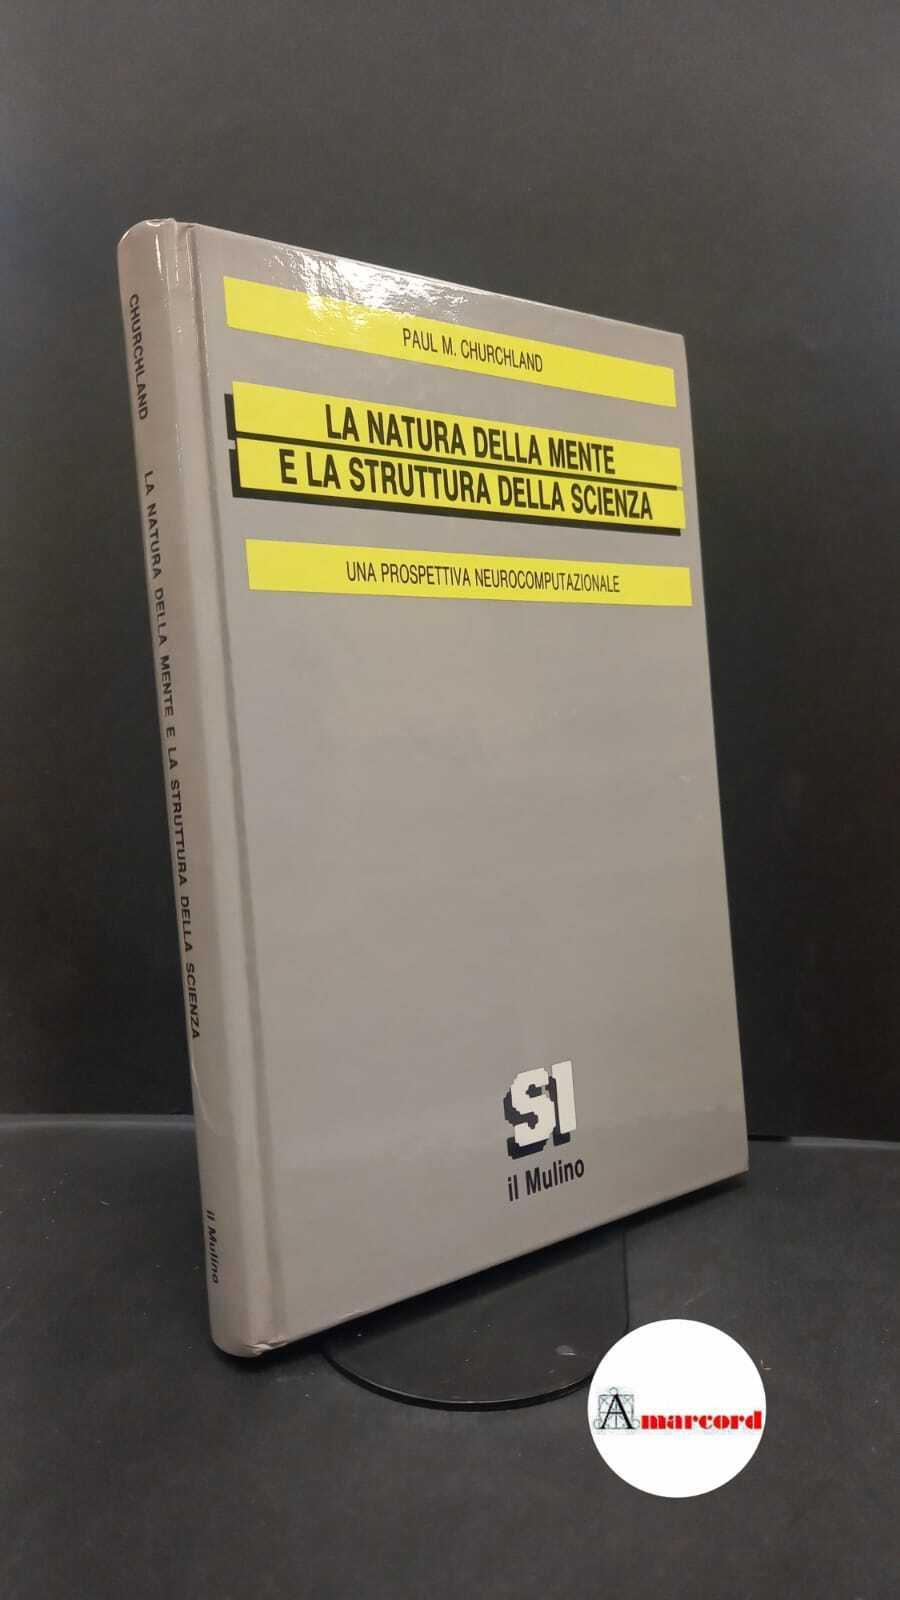 CHURCHLAND LA NATURA DELLA MENTE E LA STRUTTURA DELLA SCIENZA il Mulino
PAUL M. CHURCHLAND
LA NATURA DELLA MENTE
E LA STRUTTURA DELLA SCIENZA
UNA PROSPETTIVA NEUROCOMPUTAZIONALE
SI
il Mulino
Amarcord